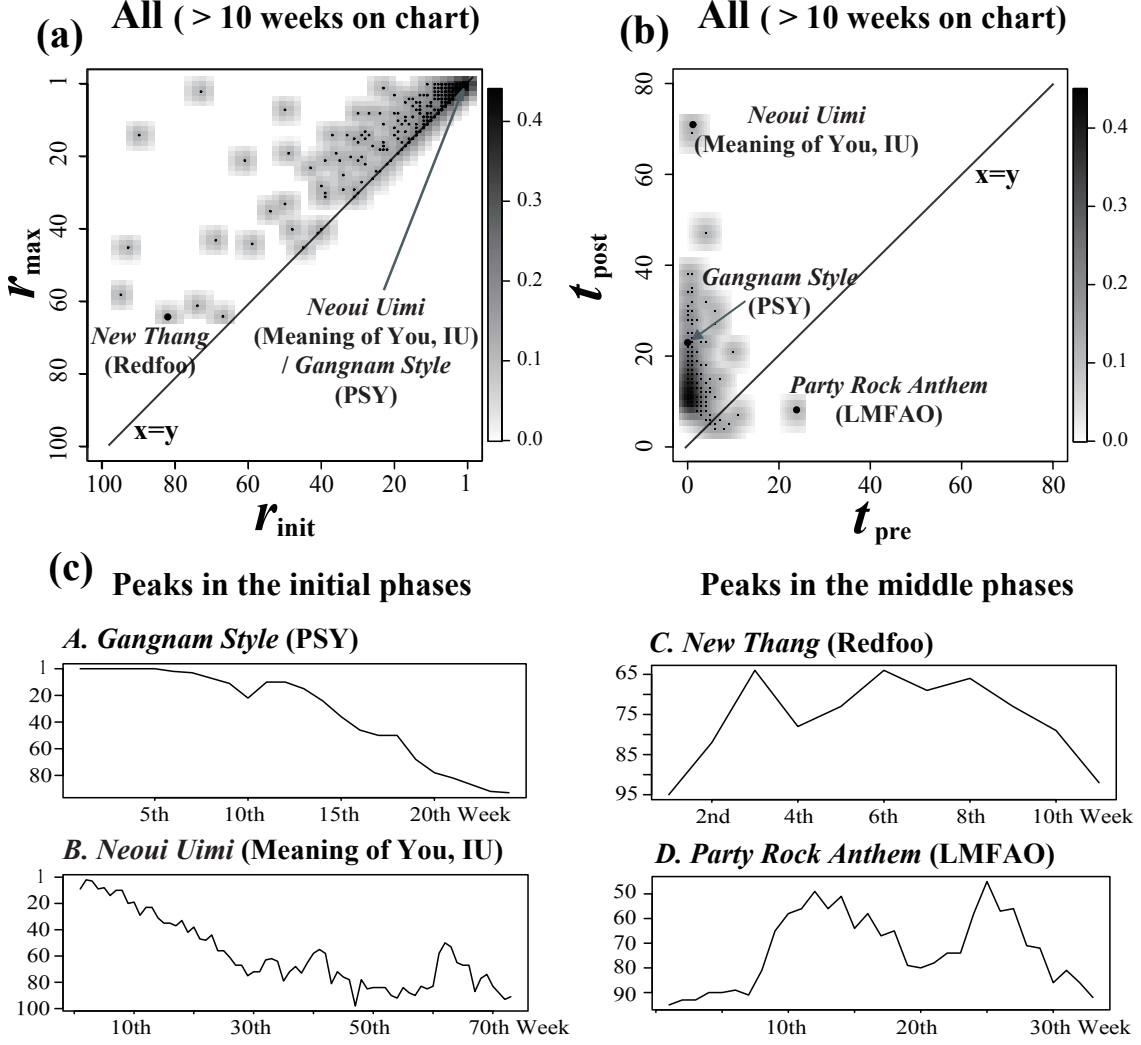 (a) All ( > 10 weeks on chart)
r max
1
20
40
60
80
100
New Thang
(Redfoo)
Neoui Uimi
(Meaning of You, IU)
/ Gangnam Style
(PSY)
x=y
100 80 60 40 20 1
r init
0.4
0.3
0.2
0.1
0.0
(b) All ( > 10 weeks on chart)
t post
80
60
40
20
0
Neoui Uimi
(Meaning of You, IU)
x=y
Gangnam Style
(PSY)
Party Rock Anthem
(LMFAO)
0 20 40 60 80
t pre
0.4
0.3
0.2
0.1
0.0
(c) Peaks in the initial phases
A. Gangnam Style (PSY)
1
20
40
60
80
5th 10th 15th 20th Week
B. Neoui Uimi (Meaning of You, IU)
1
20
40
60
80
100
10th 30th 50th 70th Week
Peaks in the middle phases
C. New Thang (Redfoo)
65
75
85
95
2nd 4th 6th 8th 10th Week
D. Party Rock Anthem (LMFAO)
50
60
70
80
90
10th 20th 30th Week